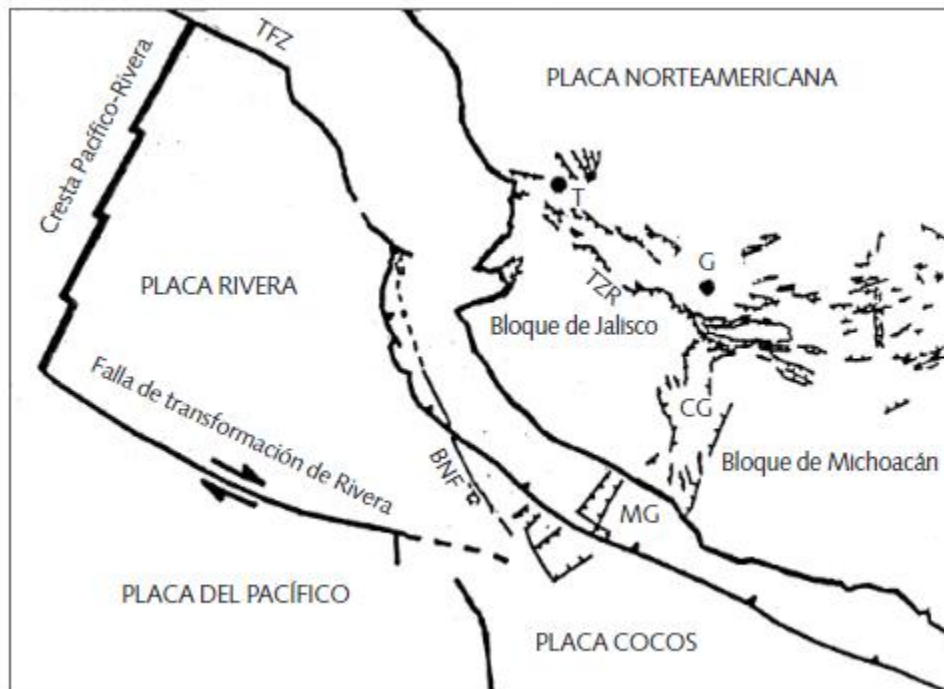 TFZ
PLACA NORTEAMERICANA
Cresta Pacífico-Rivera
T
PLACA RIVERA
TZR
G
Bloque de Jalisco
Falla de transformación de Rivera
CG
Bloque de Michoacán
BNF
MG
PLACA DEL PACÍFICO
PLACA COCOS